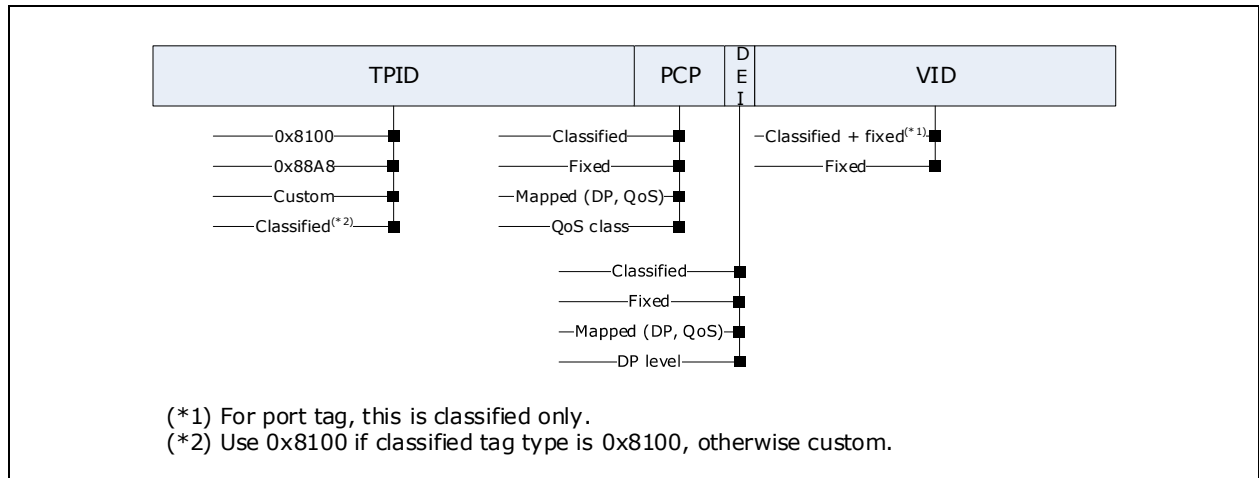 TPID PCP DEI VID
0x8100 Classified Classified + fixed(*1)
0x88A8 Fixed Fixed
Custom Mapped (DP, QoS)
Classified(*2) QoS class
Classified
Fixed
Mapped (DP, QoS)
DP level
(*1) For port tag, this is classified only.
(*2) Use 0x8100 if classified tag type is 0x8100, otherwise custom.